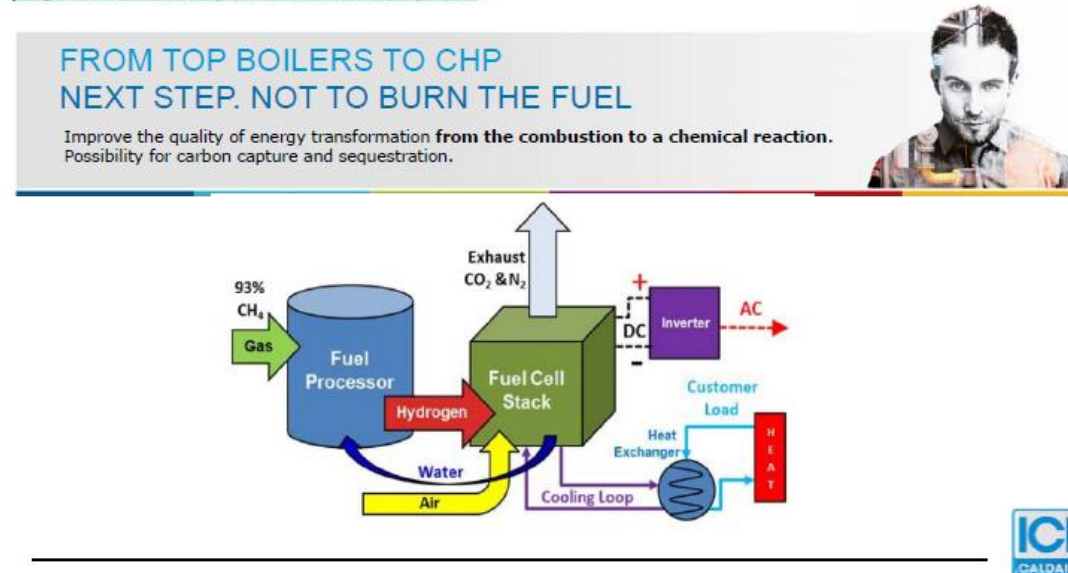 FROM TOP BOILERS TO CHP
NEXT STEP. NOT TO BURN THE FUEL
Improve the quality of energy transformation from the combustion to a chemical reaction.
Possibility for carbon capture and sequestration.
Exhaust
CO₂ & N₂
93%
CH₄
Gas
Fuel
Processor
Hydrogen
Fuel Cell
Stack
+
DC
-
Inverter
AC
Customer
Load
Heat
Exchanger
HEAT
Water
Air
Cooling Loop